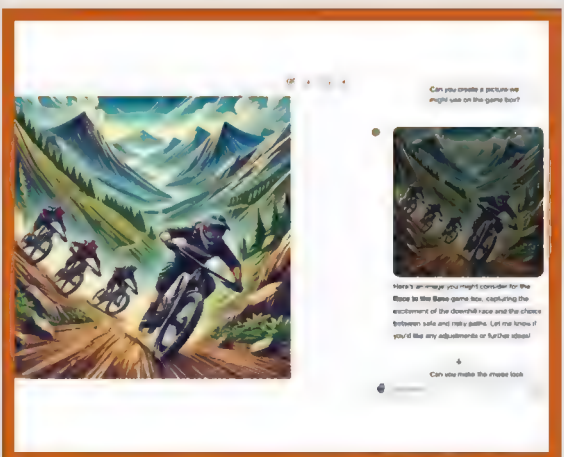 Can you create a picture we
might use on the game box?
Here's an image you might consider for the
Race to the Base game box, capturing the
excitement of the downhill race and the choice
between safe and risky paths. Let me know if
you'd like any adjustments or further ideas!
Can you make the image look